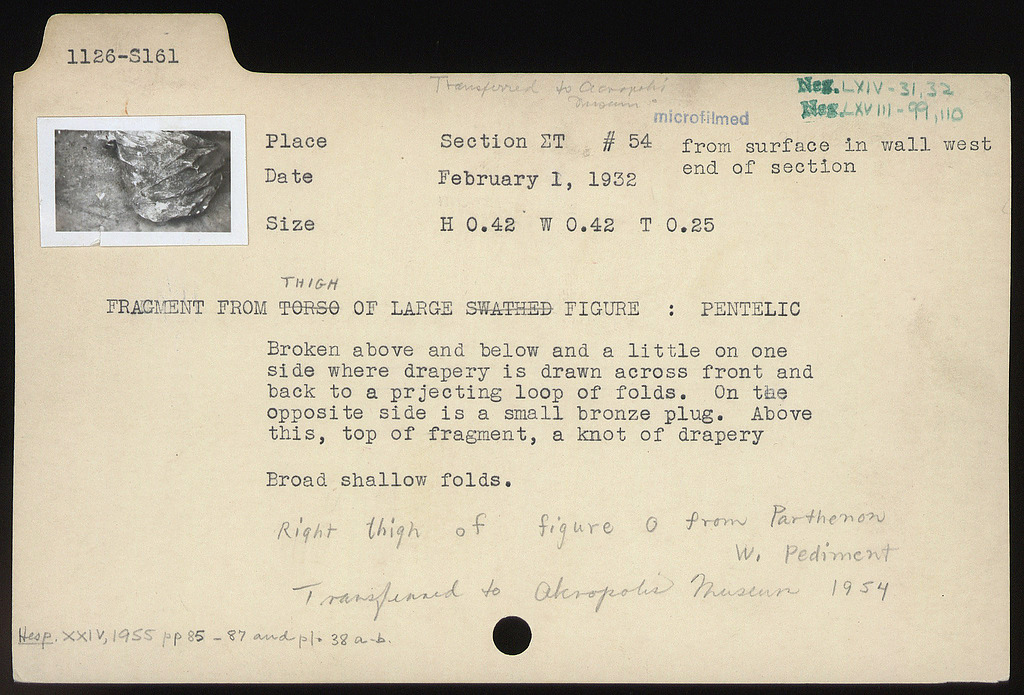 1126-S161
Transferred to Acropolis
Museum
Neg. LXIV-31,32
Neg. LXVIII-99,110
microfilmed
Place Section ΣΤ # 54 from surface in wall west
end of section
Date February 1, 1932
Size H 0.42 W 0.42 T 0.25
THIGH
FRAGMENT FROM TORSO OF LARGE SWATHED FIGURE : PENTELIC
Broken above and below and a little on one
side where drapery is drawn across front and
back to a prjecting loop of folds. On the
opposite side is a small bronze plug. Above
this, top of fragment, a knot of drapery
Broad shallow folds.
Right thigh of figure O from Parthenon
W. Pediment
Transferred to Akropolis Museum 1954
Hesp. XXIV, 1955 pp 85-87 and pl. 38 a-b.